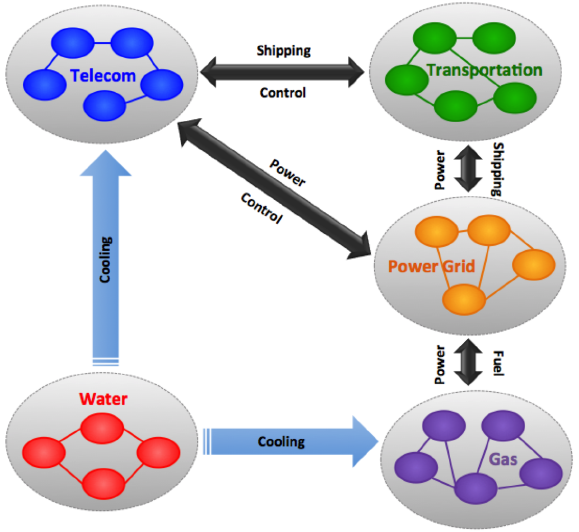 Telecom
Shipping
Control
Transportation
Power
Shipping
Power
Control
Power Grid
Cooling
Power
Fuel
Water
Cooling
Gas